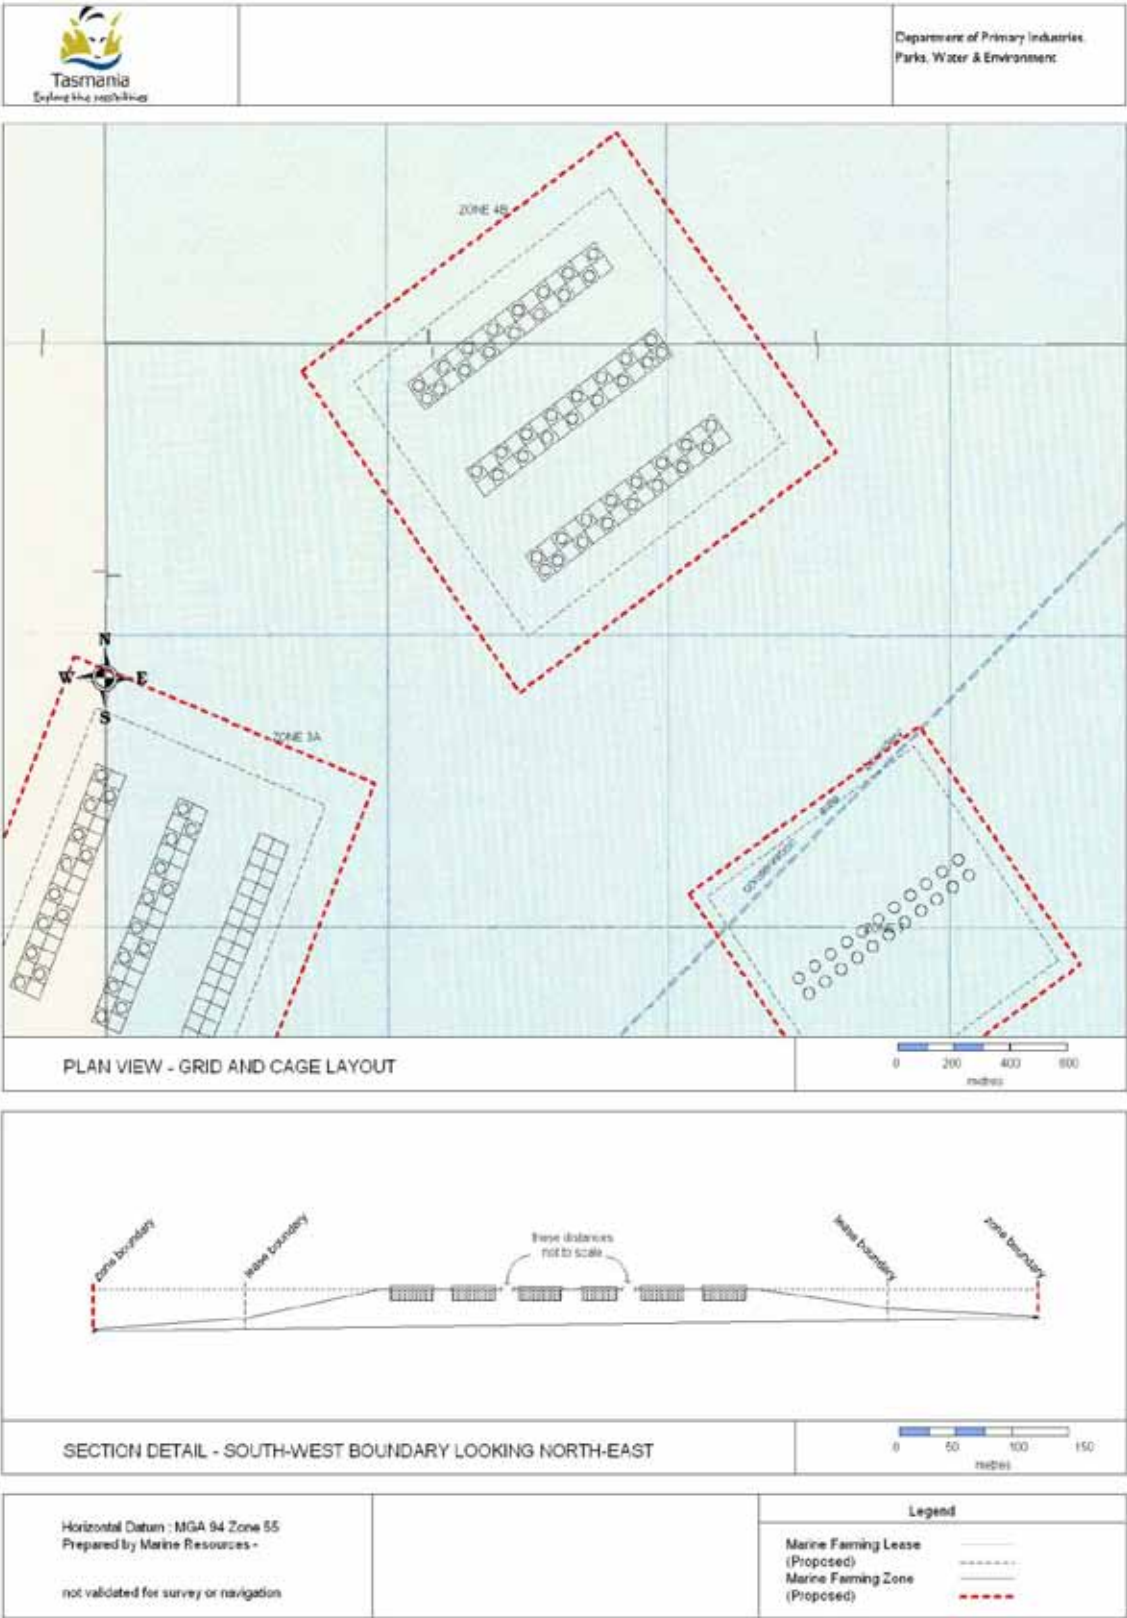 Tasmania
Explore the possibilities
Department of Primary Industries,
Parks, Water & Environment
ZONE 4B
N
W
E
S
ZONE 3A
PLAN VIEW - GRID AND CAGE LAYOUT
0 200 400 600
metres
zone boundary
lease boundary
these distances
not to scale
lease boundary
zone boundary
SECTION DETAIL - SOUTH-WEST BOUNDARY LOOKING NORTH-EAST
0 50 100 150
metres
Horizontal Datum : MGA 94 Zone 55
Prepared by Marine Resources -
not validated for survey or navigation
Legend
Marine Farming Lease
(Proposed)
Marine Farming Zone
(Proposed)